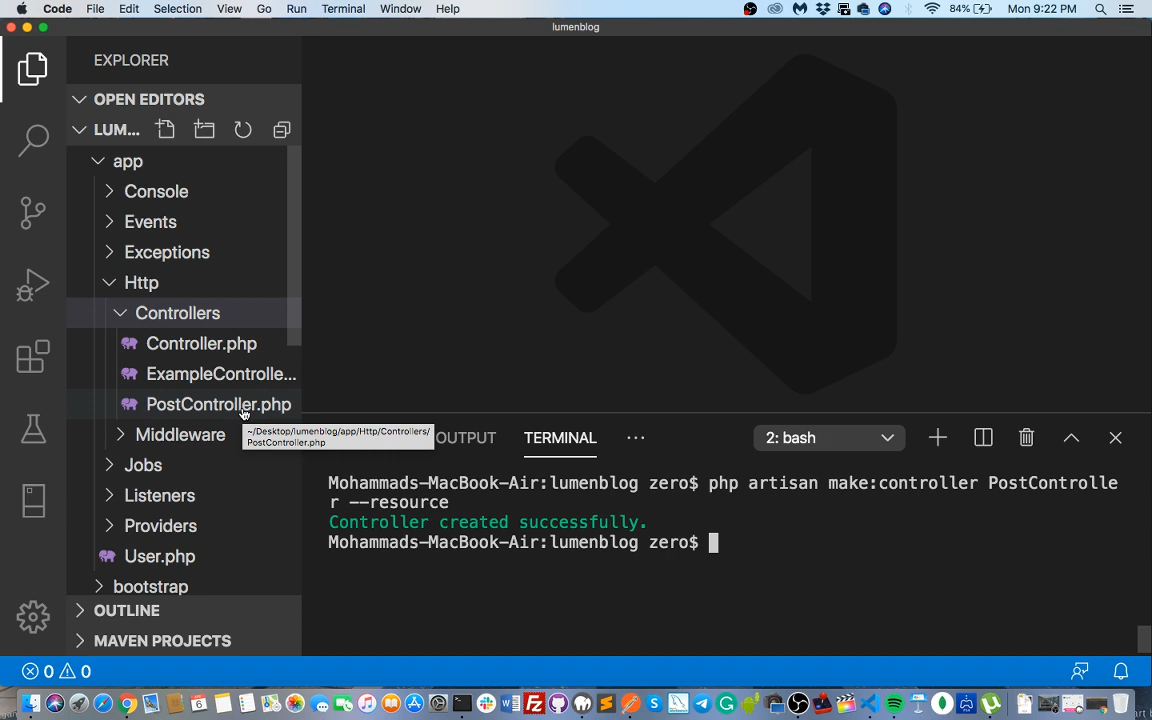 Code File Edit Selection View Go Run Terminal Window Help 84% Mon 9:22 PM
lumenblog
EXPLORER
OPEN EDITORS
LUM...
app
Console
Events
Exceptions
Http
Controllers
Controller.php
ExampleControlle...
PostController.php
~/Desktop/lumenblog/app/Http/Controllers/
PostController.php
Middleware
Jobs
Listeners
Providers
User.php
bootstrap
OUTLINE
MAVEN PROJECTS
OUTPUT TERMINAL ... 2: bash
Mohammads-MacBook-Air:lumenblog zero$ php artisan make:controller PostControlle
r --resource
Controller created successfully.
Mohammads-MacBook-Air:lumenblog zero$
0 0